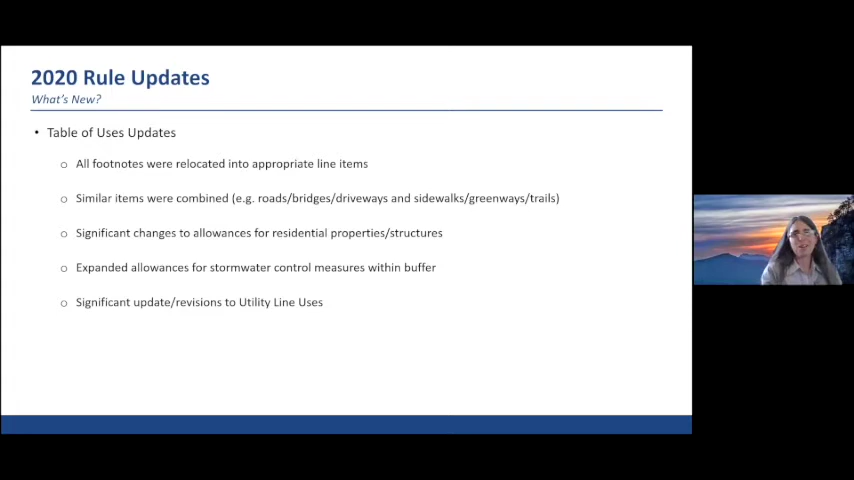 2020 Rule Updates
What's New?
• Table of Uses Updates
o All footnotes were relocated into appropriate line items
o Similar items were combined (e.g. roads/bridges/driveways and sidewalks/greenways/trails)
o Significant changes to allowances for residential properties/structures
o Expanded allowances for stormwater control measures within buffer
o Significant update/revisions to Utility Line Uses